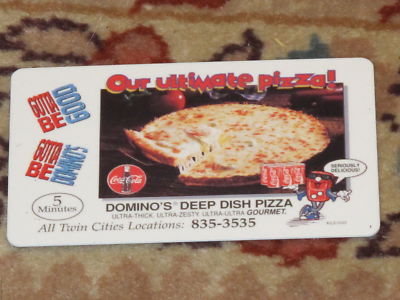 Our ultimate pizza!
GOTTA
BE
GOOD
GOTTA
BE
DOMINO'S
Coca-Cola
SERIOUSLY
DELICIOUS!
DOMINO'S DEEP DISH PIZZA
ULTRA-THICK. ULTRA-ZESTY. ULTRA-ULTRA GOURMET.
5
Minutes
All Twin Cities Locations: 835-3535